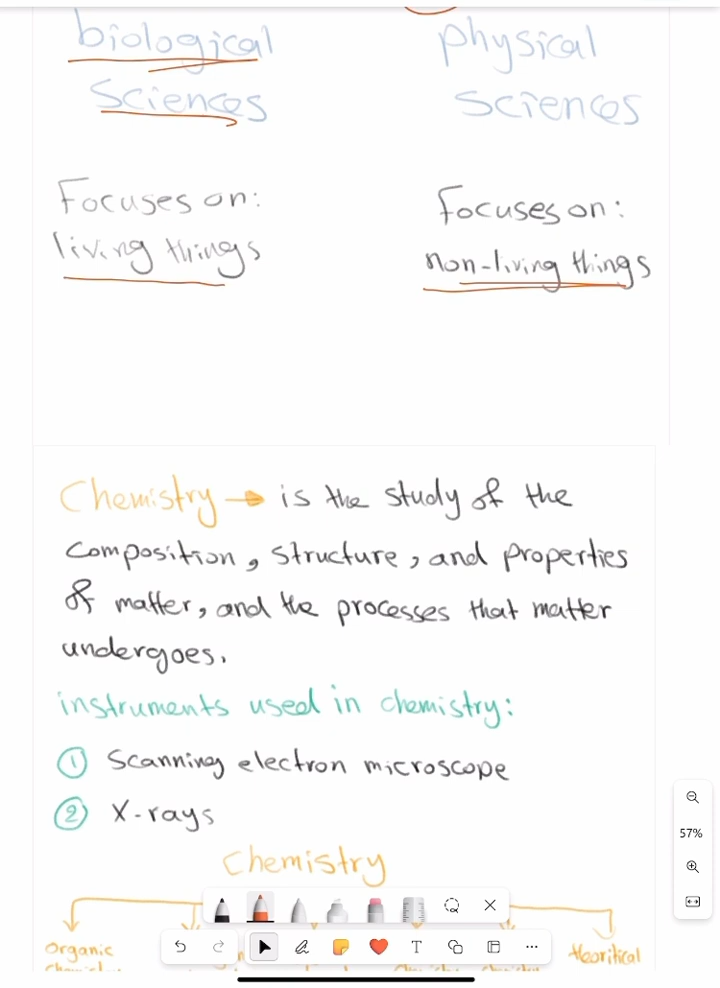 biological
Sciences
physical
Sciences
Focuses on:
living things
Focuses on:
non-living things
Chemistry → is the study of the
composition, structure, and properties
of matter, and the processes that matter
undergoes.
instruments used in chemistry:
① Scanning electron microscope
② X-rays
Chemistry
Organic
theoritical
57%
T